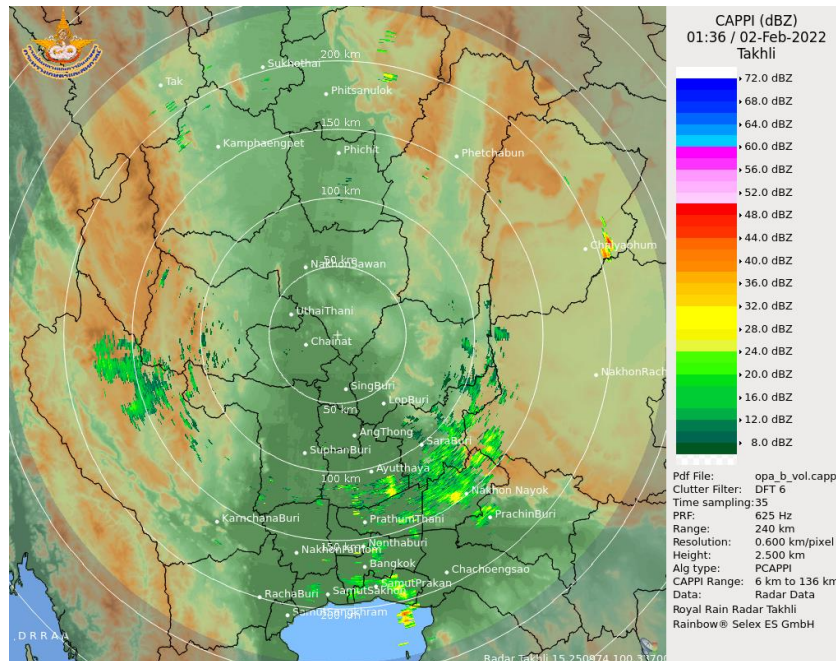 CAPPI (dBZ)
01:36 / 02-Feb-2022
Takhli
72.0 dBZ
68.0 dBZ
64.0 dBZ
60.0 dBZ
56.0 dBZ
52.0 dBZ
48.0 dBZ
44.0 dBZ
40.0 dBZ
36.0 dBZ
32.0 dBZ
28.0 dBZ
24.0 dBZ
20.0 dBZ
16.0 dBZ
12.0 dBZ
8.0 dBZ
Pdf File: opa_b_vol.capp
Clutter Filter: DFT 6
Time sampling:35
PRF: 625 Hz
Range: 240 km
Resolution: 0.600 km/pixel
Height: 2.500 km
Alg type: PCAPPI
CAPPI Range: 6 km to 136 km
Data: Radar Data
Royal Rain Radar Takhli
Rainbow® Selex ES GmbH
200 km
Sukhothai
Tak
Phitsanulok
150 km
Kamphaengpet
Phichit
Phetchabun
100 km
Chaiyaphum
50 km
NakhonSawan
UthaiThani
Chainat
NakhonRach
SingBuri
50 km
LopBuri
AngThong
SaraBuri
SuphanBuri
Ayutthaya
100 km
Nakhon Nayok
KarnchanaBuri
PrathumThani
PrachinBuri
150 km
Nonthaburi
NakhonPathom
Bangkok
Chachoengsao
SamutPrakan
RachaBuri
SamutSakhon
SamutSangkhram
200 km
D R R A A
Radar Takhli 15.250974 100.33700